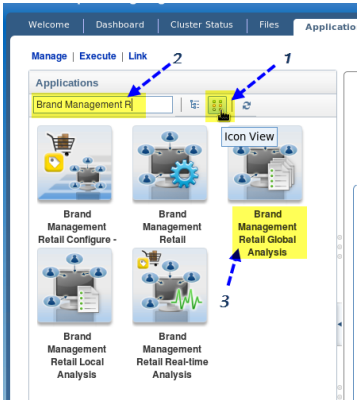 Welcome Dashboard Cluster Status Files Applicatio
Manage | Execute | Link
2
1
Applications
Brand Management R
Icon View
Brand
Management
Retail Configure -
Brand
Management
Retail
Brand
Management
Retail Global
Analysis
3
Brand
Management
Retail Local
Analysis
Brand
Management
Retail Real-time
Analysis